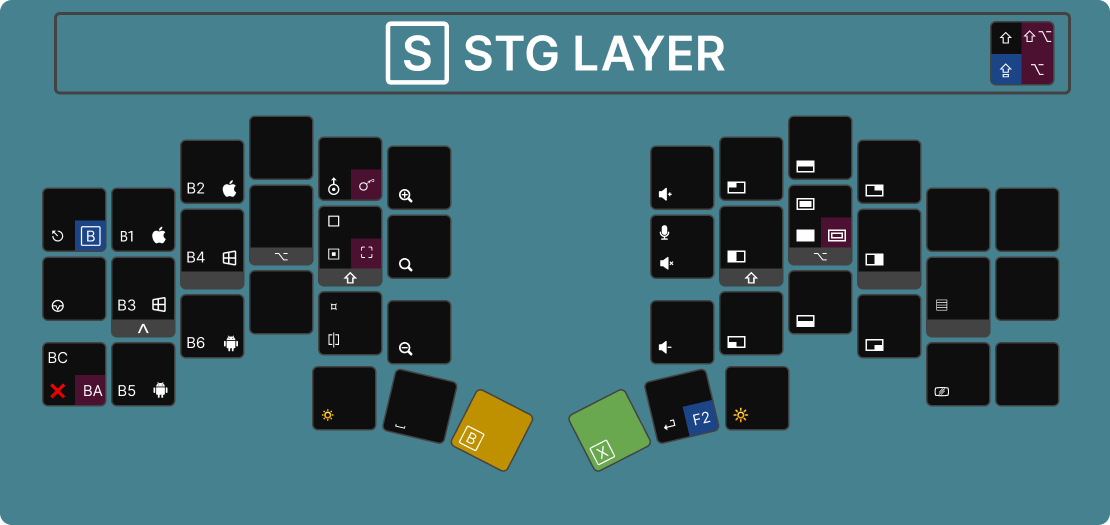 S STG LAYER
⇧ ⇧⌥
⇪ ⌥
B2
B
B1
B4
⌥
⇧
⌥
⇧
B3
^
B6
BC
BA
B5
B
X
F2